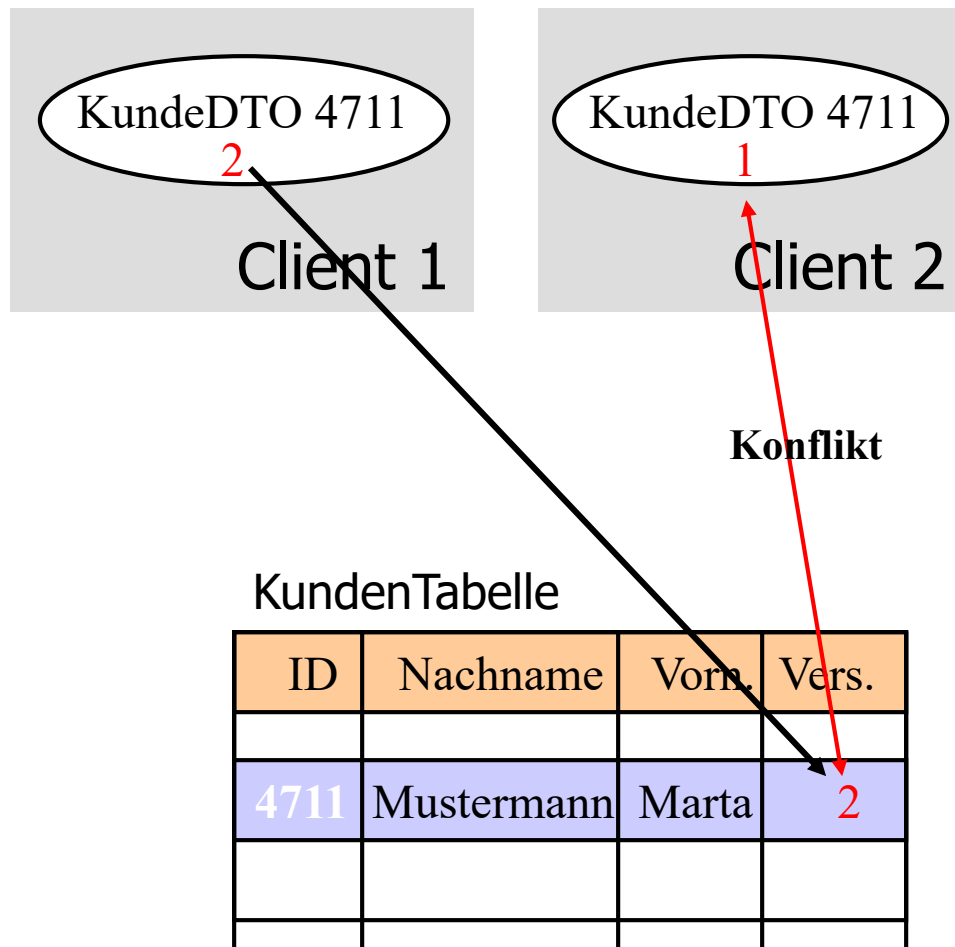 KundeDTO 4711
2
Client 1
KundeDTO 4711
1
Client 2
Konflikt
KundenTabelle
ID Nachname Vorn. Vers.
4711 Mustermann Marta 2